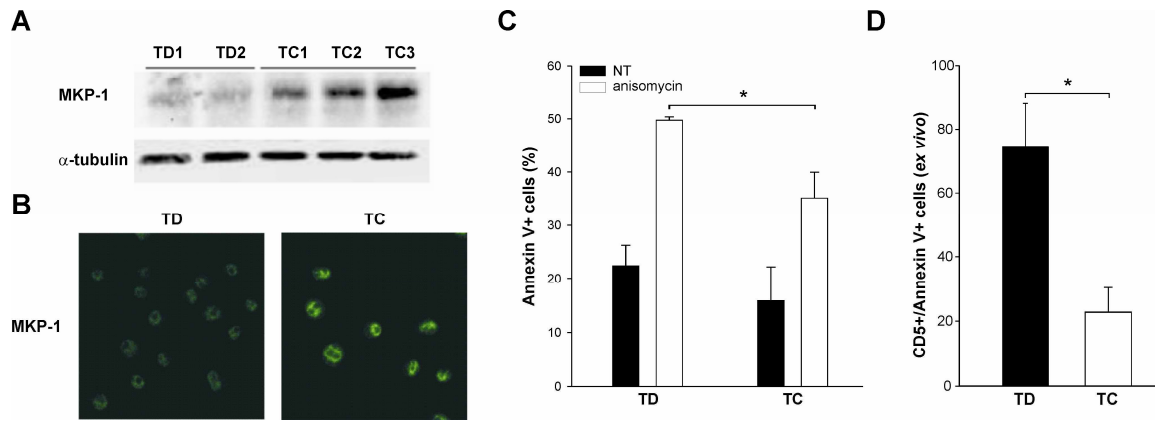 A
TD1 TD2 TC1 TC2 TC3
MKP-1
α-tubulin
B
TD TC
MKP-1
C
NT
anisomycin
*
Annexin V+ cells (%)
60
50
40
30
20
10
0
TD TC
D
*
CD5+/Annexin V+ cells (ex vivo)
100
80
60
40
20
0
TD TC